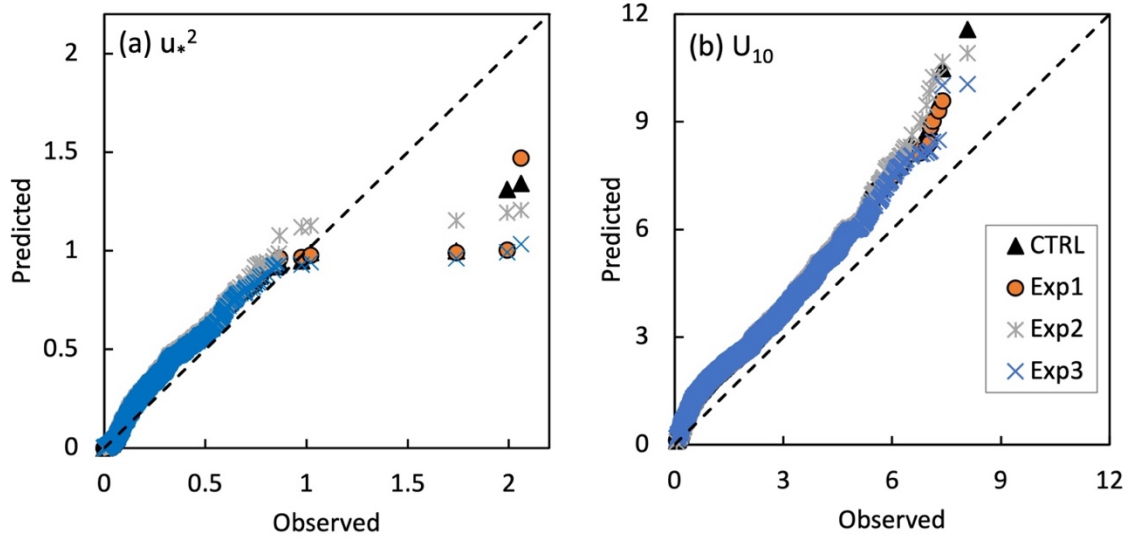 (a) u*²
2
1.5
1
0.5
0
Predicted
0 0.5 1 1.5 2
Observed
(b) U₁₀
12
9
6
3
0
Predicted
0 3 6 9 12
Observed
CTRL
Exp1
Exp2
Exp3